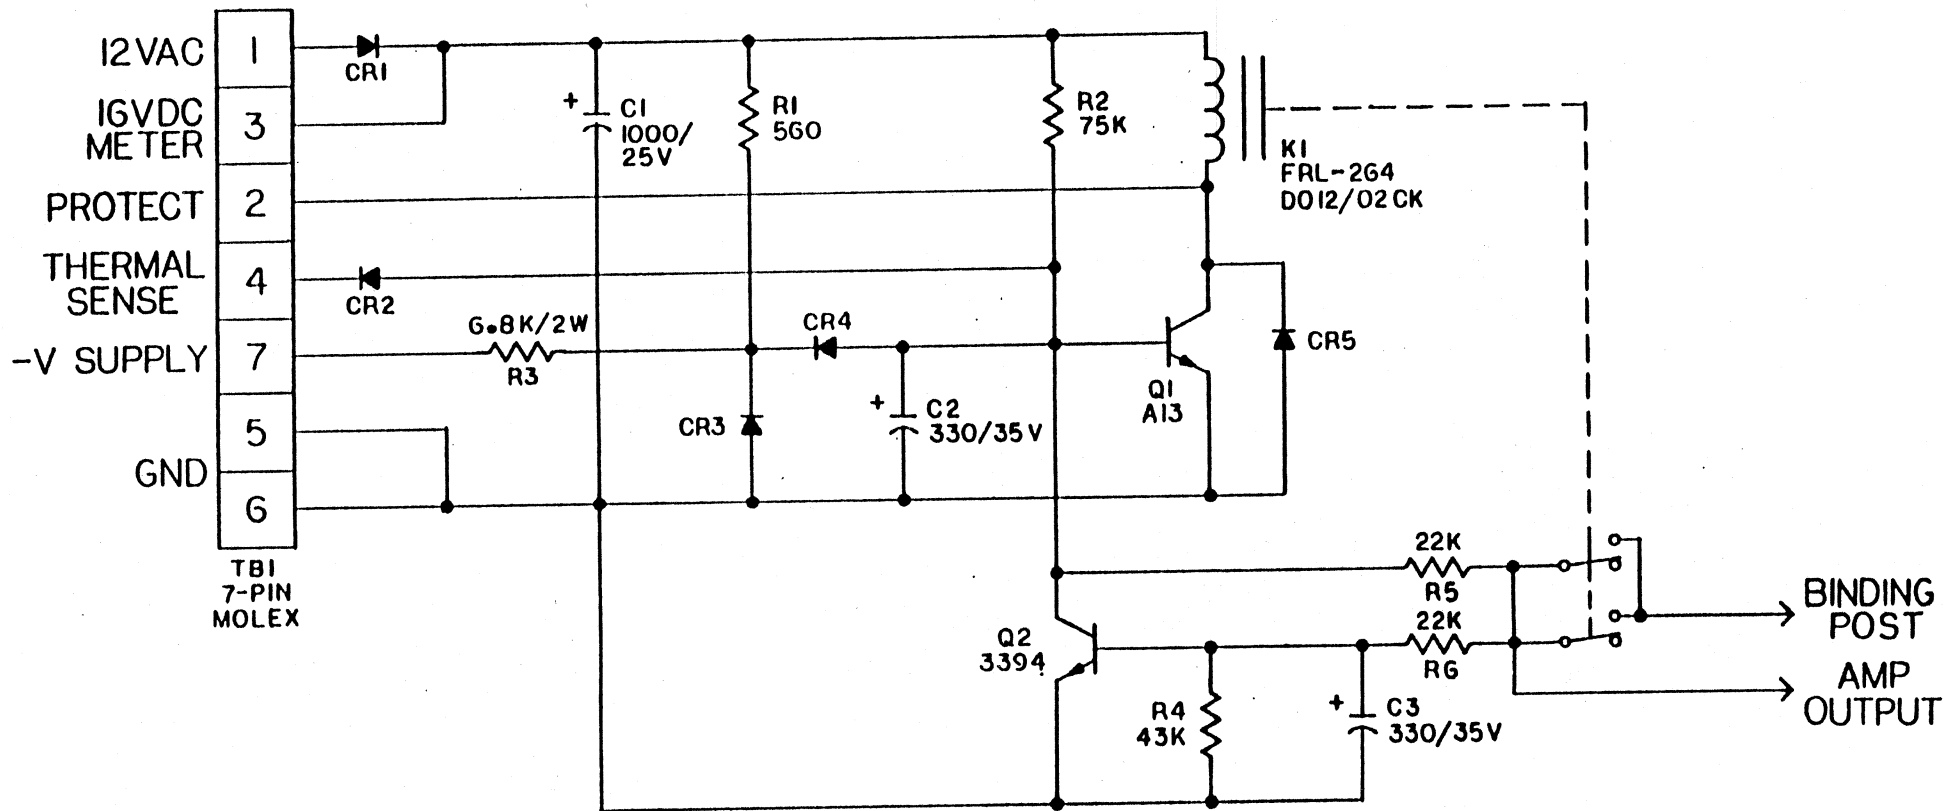 12VAC
16VDC
METER
PROTECT
THERMAL
SENSE
-V SUPPLY
GND
1
3
2
4
7
5
6
TB1
7-PIN
MOLEX
CR1
CR2
6.8K/2W
R3
+
C1
1000/
25V
R1
560
CR4
CR3
+
C2
330/35V
R2
75K
K1
FRL-264
D012/02CK
Q1
A13
CR5
Q2
3394
R4
43K
+
C3
330/35V
22K
R5
22K
R6
BINDING
POST
AMP
OUTPUT